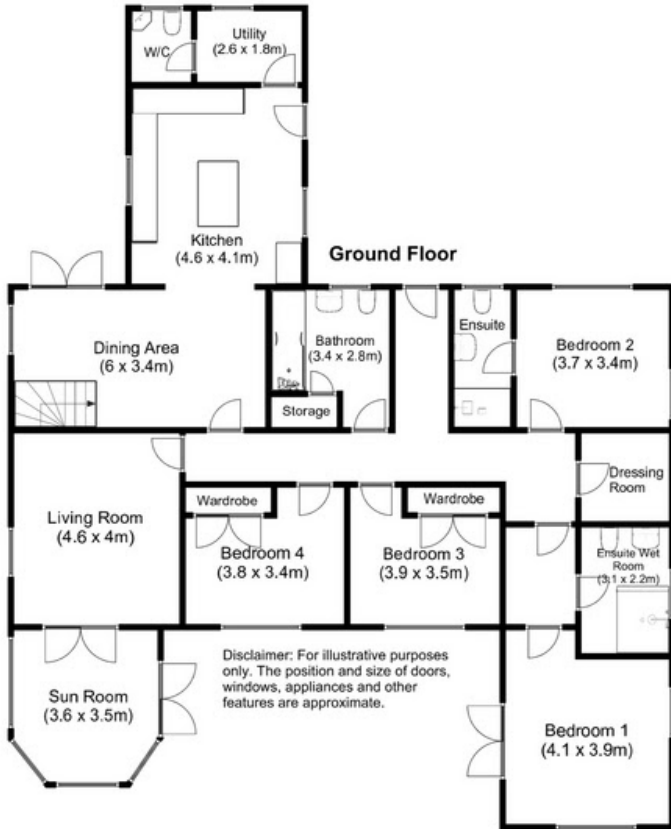 W/C
Utility
(2.6 x 1.8m)
Kitchen
(4.6 x 4.1m)
Ground Floor
Dining Area
(6 x 3.4m)
Bathroom
(3.4 x 2.8m)
Storage
Ensuite
Bedroom 2
(3.7 x 3.4m)
Living Room
(4.6 x 4m)
Wardrobe
Bedroom 4
(3.8 x 3.4m)
Wardrobe
Bedroom 3
(3.9 x 3.5m)
Dressing
Room
Ensuite Wet
Room
(3.1 x 2.2m)
Sun Room
(3.6 x 3.5m)
Disclaimer: For illustrative purposes
only. The position and size of doors,
windows, appliances and other
features are approximate.
Bedroom 1
(4.1 x 3.9m)